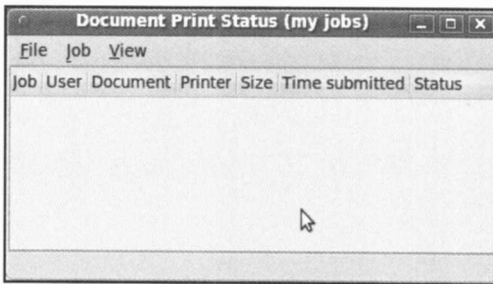 Document Print Status (my jobs)
File Job View
Job User Document Printer Size Time submitted Status